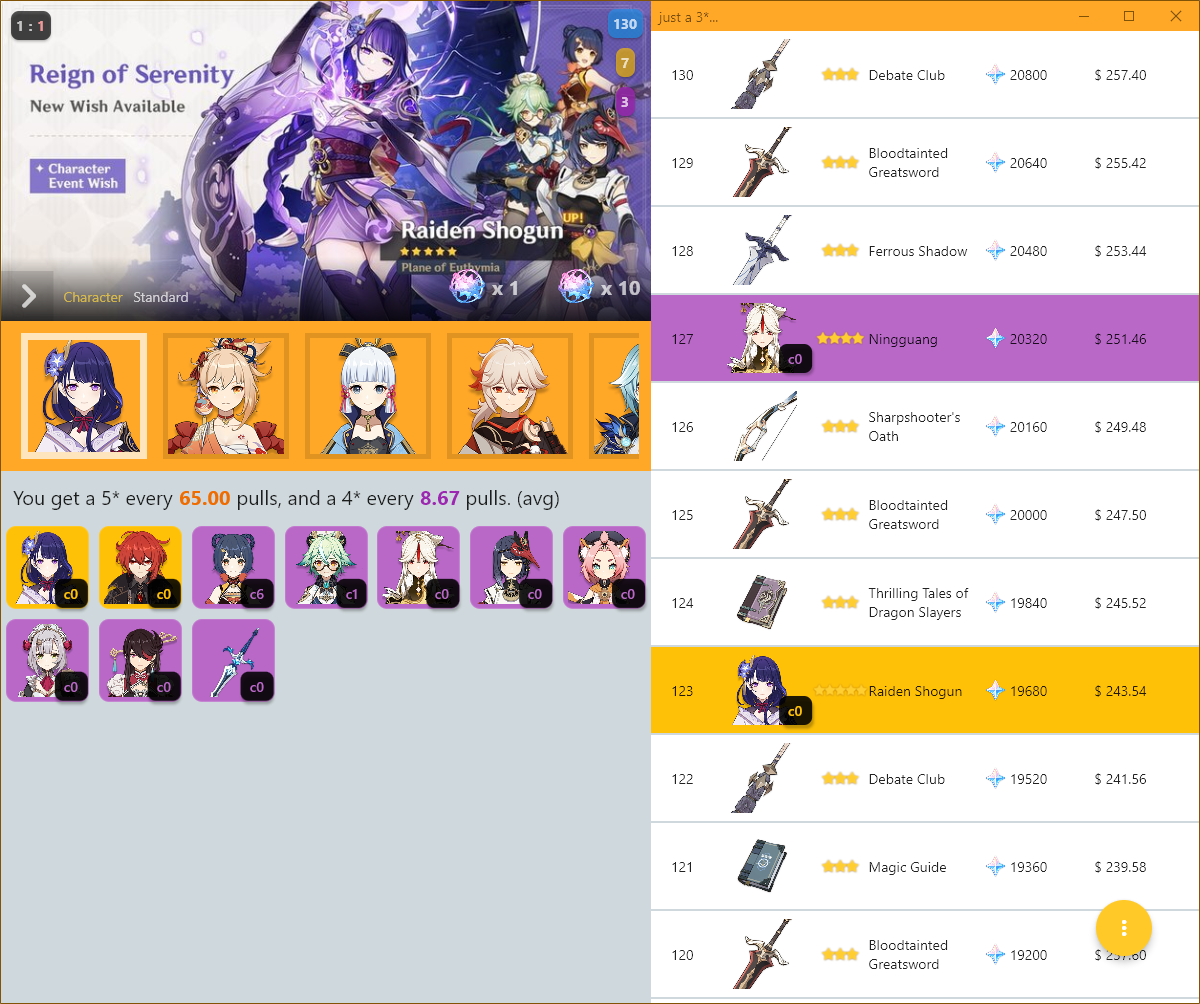 1 : 1
130
7
3
Reign of Serenity
New Wish Available
Character
Event Wish
UP!
Raiden Shogun
Plane of Euthymia
x 1
x 10
Character
Standard
You get a 5* every 65.00 pulls, and a 4* every 8.67 pulls. (avg)
c0
c0
c6
c1
c0
c0
c0
c0
c0
c0
just a 3*...
130 Debate Club 20800 $ 257.40
129 Bloodtainted
Greatsword 20640 $ 255.42
128 Ferrous Shadow 20480 $ 253.44
127 c0 Ningguang 20320 $ 251.46
126 Sharpshooter's
Oath 20160 $ 249.48
125 Bloodtainted
Greatsword 20000 $ 247.50
124 Thrilling Tales of
Dragon Slayers 19840 $ 245.52
123 c0 Raiden Shogun 19680 $ 243.54
122 Debate Club 19520 $ 241.56
121 Magic Guide 19360 $ 239.58
120 Bloodtainted
Greatsword 19200 $ 237.60